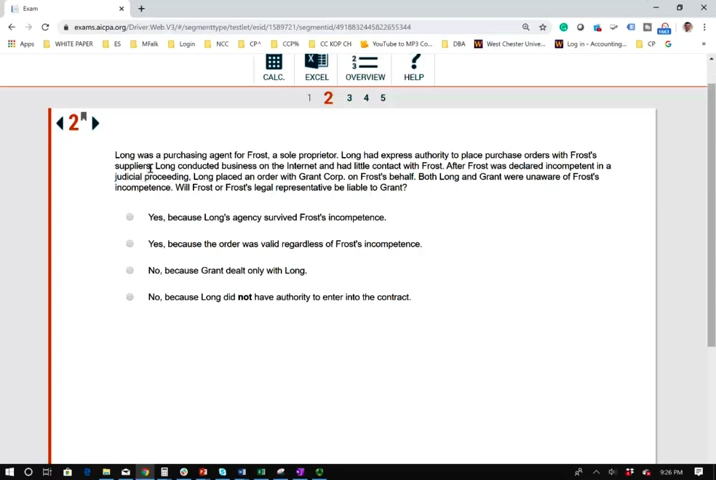 Exam
exams.aicpa.org/Driver.Web.V3/#/segmenttype/testlet/esid/1589721/segmentid/4918832445822655344
Apps WHITE PAPER ES MFalk Login CP^ CCP% CC KOP CH YouTube to MP3 Co... DBA West Chester Unive... Log in - Accounting... CP »
CALC. EXCEL OVERVIEW HELP
1 2 3 4 5
2
Long was a purchasing agent for Frost, a sole proprietor. Long had express authority to place purchase orders with Frost's
suppliers. Long conducted business on the Internet and had little contact with Frost. After Frost was declared incompetent in a
judicial proceeding, Long placed an order with Grant Corp. on Frost's behalf. Both Long and Grant were unaware of Frost's
incompetence. Will Frost or Frost's legal representative be liable to Grant?
Yes, because Long's agency survived Frost's incompetence.
Yes, because the order was valid regardless of Frost's incompetence.
No, because Grant dealt only with Long.
No, because Long did not have authority to enter into the contract.
9:26 PM